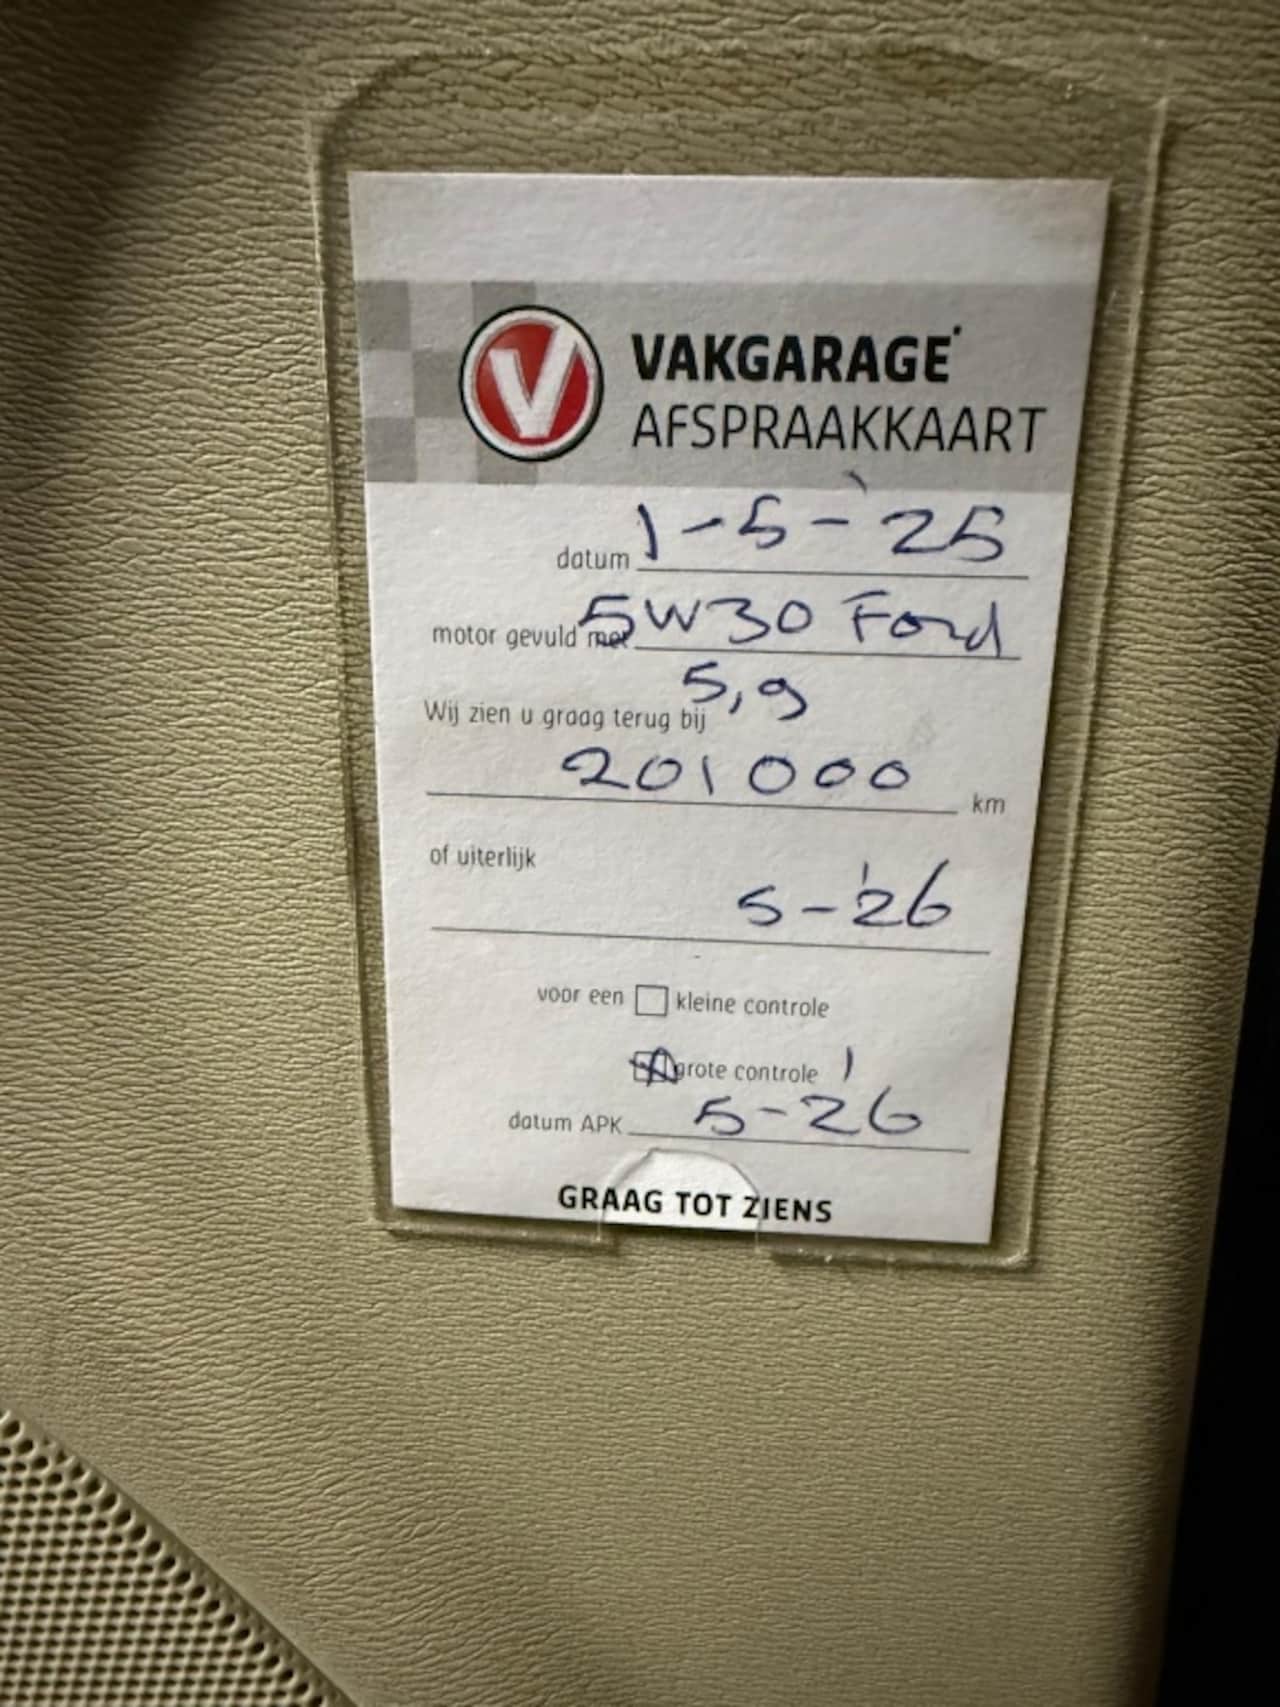 V VAKGARAGE
AFSPRAAKKAART
datum 1-5-'25
motor gevuld met 5W30 Ford
5,9
Wij zien u graag terug bij
201000 km
of uiterlijk
5-'26
voor een kleine controle
grote controle
datum APK 5-'26
GRAAG TOT ZIENS